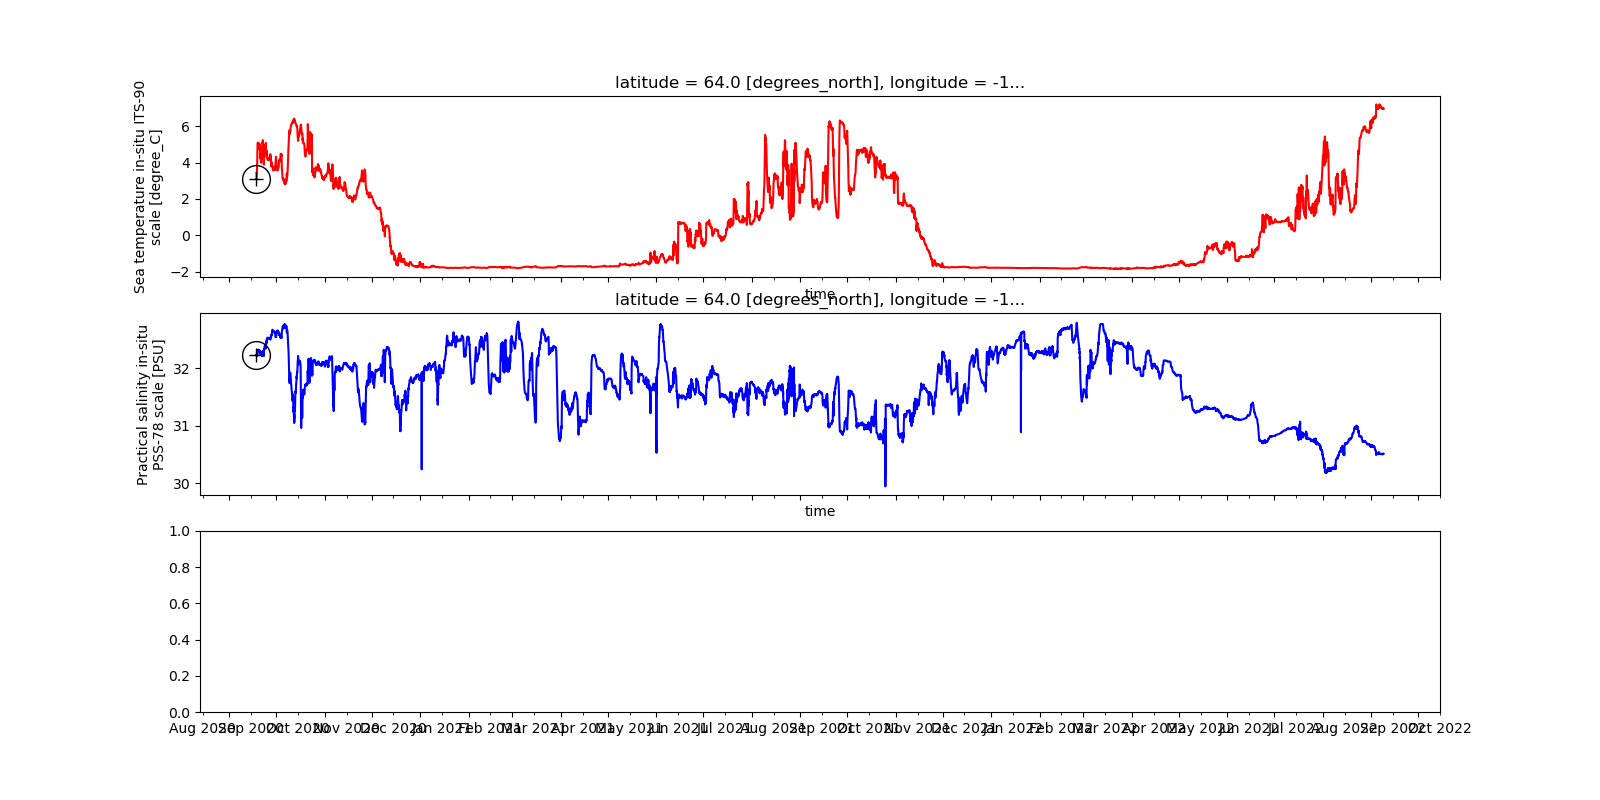 latitude = 64.0 [degrees_north], longitude = -1...
Sea temperature in-situ ITS-90
scale [degree_C]
6
4
2
0
−2
time
latitude = 64.0 [degrees_north], longitude = -1...
Practical salinity in-situ
PSS-78 scale [PSU]
32
31
30
time
1.0
0.8
0.6
0.4
0.2
0.0
Aug 2020 Sep 2020 Oct 2020 Nov 2020 Dec 2020 Jan 2021 Feb 2021 Mar 2021 Apr 2021 May 2021 Jun 2021 Jul 2021 Aug 2021 Sep 2021 Oct 2021 Nov 2021 Dec 2021 Jan 2022 Feb 2022 Mar 2022 Apr 2022 May 2022 Jun 2022 Jul 2022 Aug 2022 Sep 2022 Oct 2022